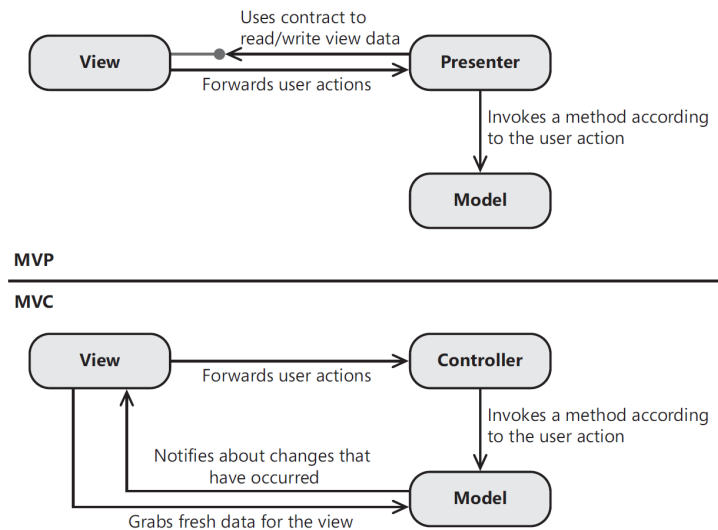 Uses contract to
read/write view data
View
Presenter
Forwards user actions
Invokes a method according
to the user action
Model
MVP
MVC
View
Controller
Forwards user actions
Invokes a method according
to the user action
Notifies about changes that
have occurred
Model
Grabs fresh data for the view